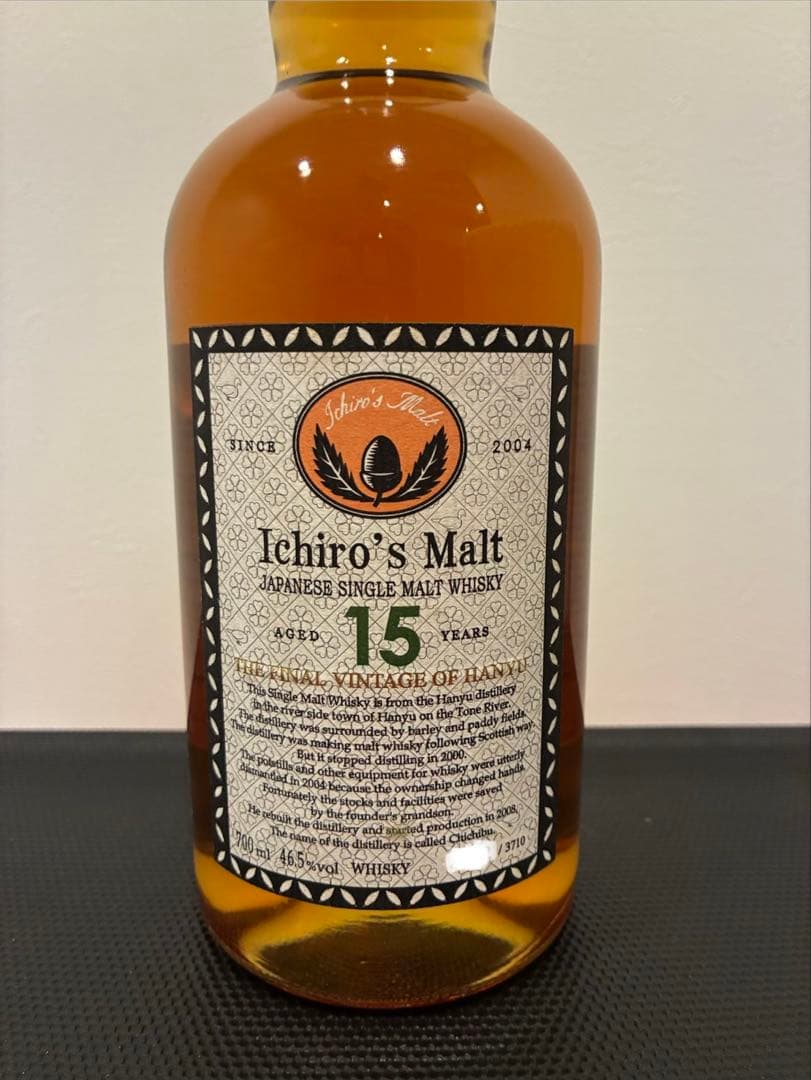 Ichiro's Malt
SINCE 2004
Ichiro's Malt
JAPANESE SINGLE MALT WHISKY
AGED 15 YEARS
THE FINAL VINTAGE OF HANYU
This Single Malt Whisky is from the Hanyu distillery
in the river side town of Hanyu on the Tone River.
The distillery was surrounded by barley and paddy fields.
The distillery was making malt whisky following Scottish way.
But it stopped distilling in 2000.
The potstills and other equipment for whisky were utterly
dismantled in 2004 because the ownership changed hands.
Fortunately the stocks and facilities were saved
by the founder's grandson.
He rebuilt the distillery and started production in 2008.
The name of the distillery is called Chichibu.
700 ml 46.5%vol WHISKY / 3710